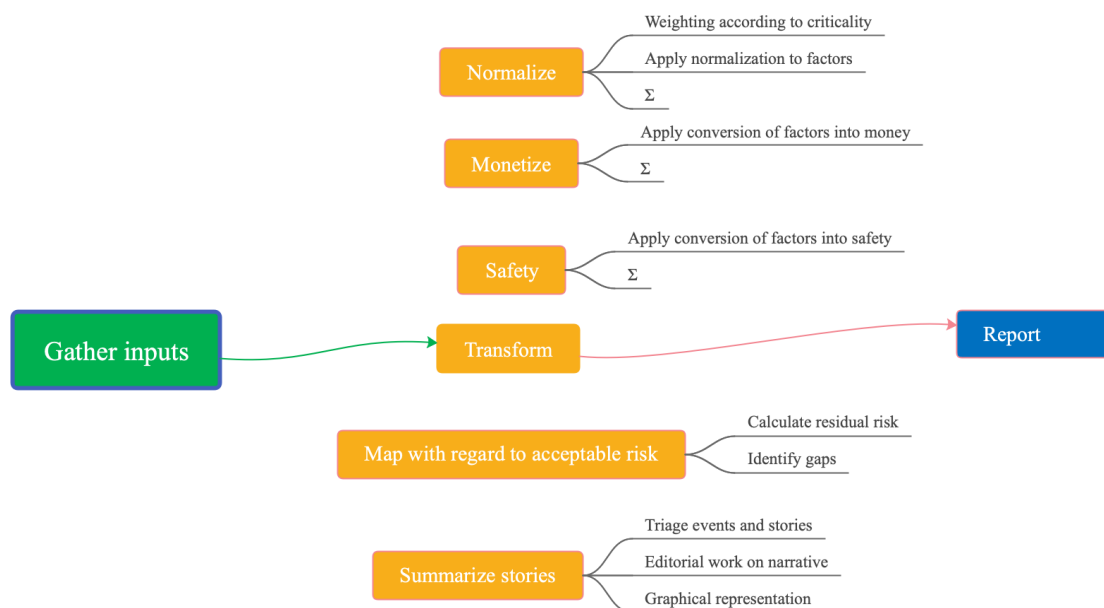 Weighting according to criticality
Normalize
Apply normalization to factors
Σ
Apply conversion of factors into money
Monetize
Σ
Apply conversion of factors into safety
Safety
Σ
Gather inputs
Transform
Report
Calculate residual risk
Map with regard to acceptable risk
Identify gaps
Triage events and stories
Summarize stories
Editorial work on narrative
Graphical representation